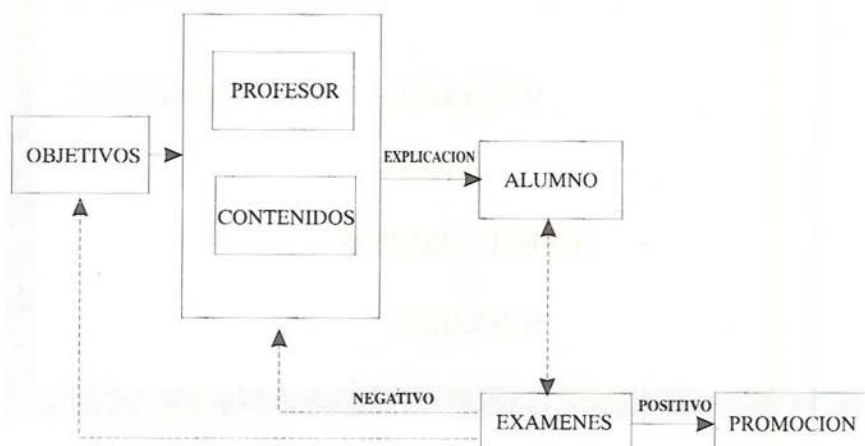 PROFESOR
OBJETIVOS
EXPLICACION
ALUMNO
CONTENIDOS
NEGATIVO
EXAMENES
POSITIVO
PROMOCION